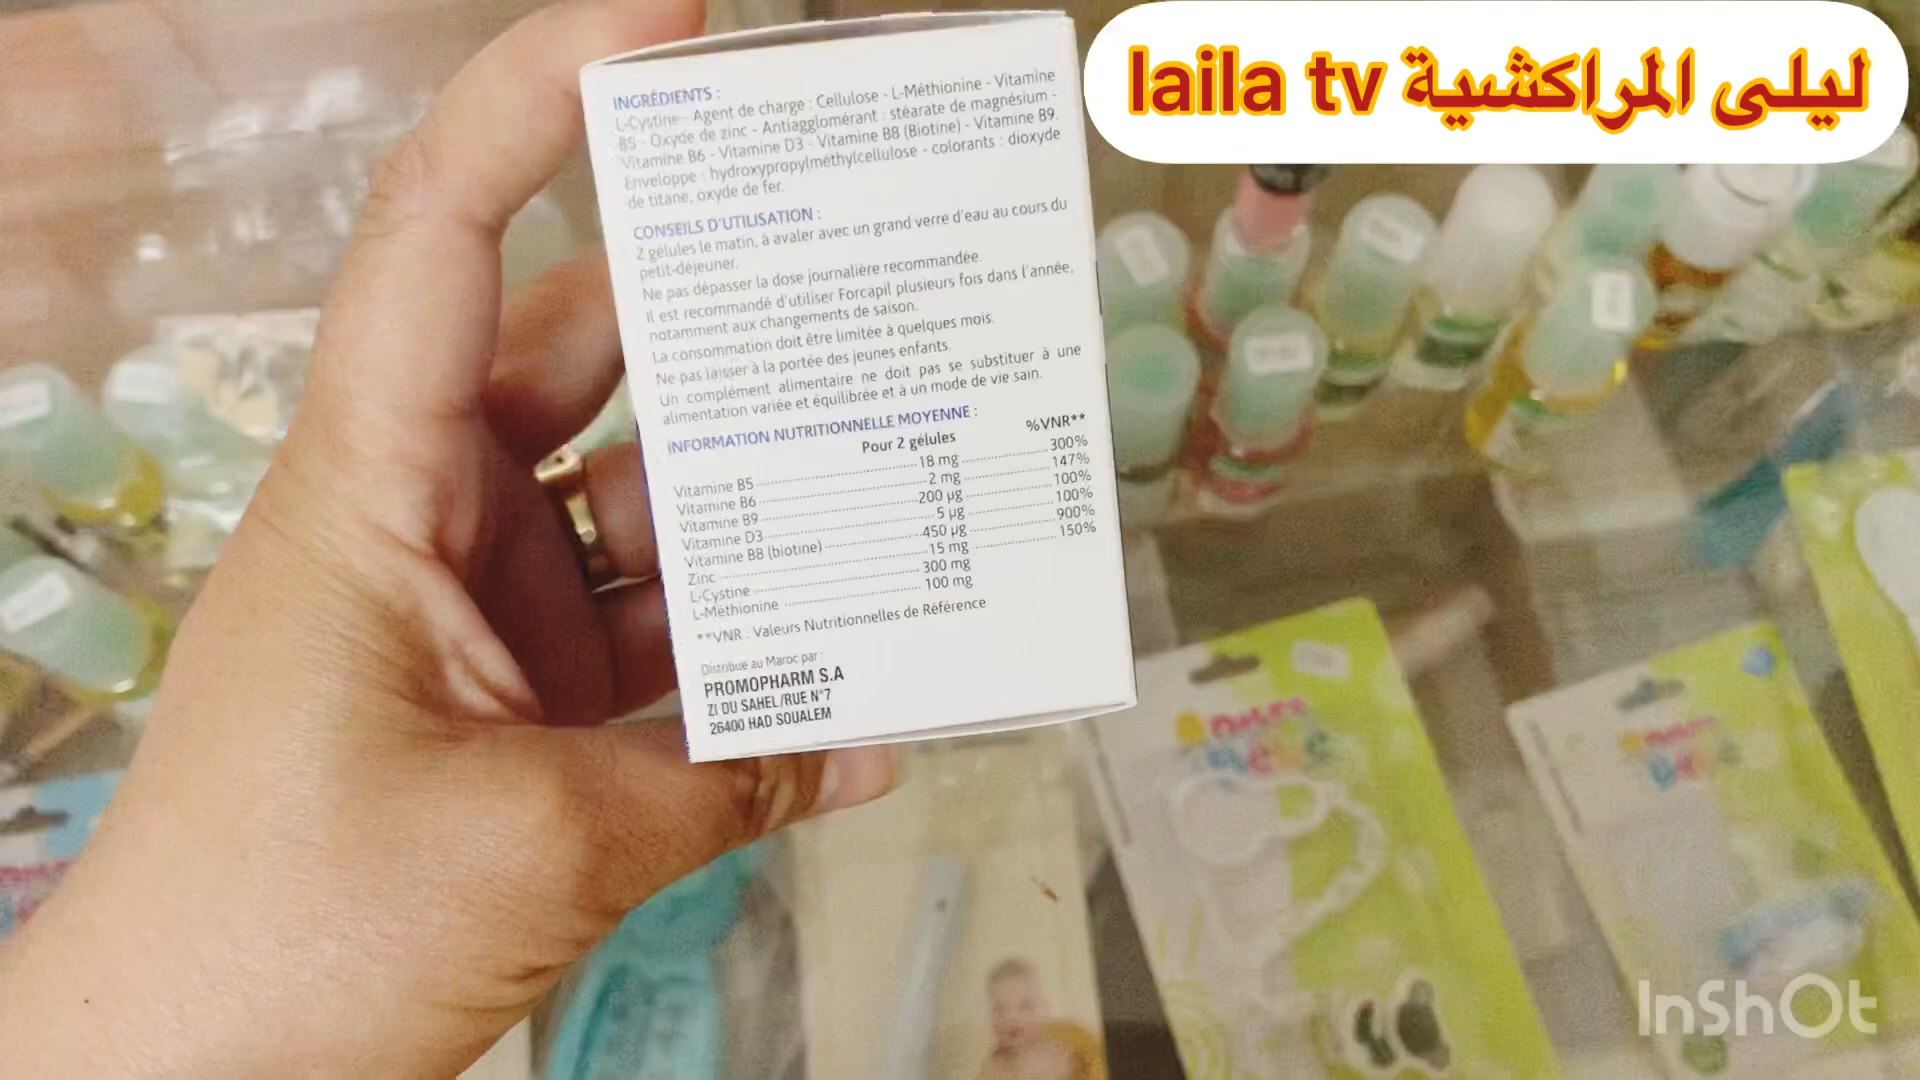 laila tv ليلى المراكشية
INGRÉDIENTS :
L-Cystine - Agent de charge : Cellulose - L-Méthionine - Vitamine
B5 - Oxyde de zinc - Antiagglomérant : stéarate de magnésium -
Vitamine B6 - Vitamine D3 - Vitamine B8 (Biotine) - Vitamine B9.
Enveloppe : hydroxypropylméthylcellulose - colorants : dioxyde
de titane, oxyde de fer.
CONSEILS D'UTILISATION :
2 gélules le matin, à avaler avec un grand verre d'eau au cours du
petit-déjeuner.
Ne pas dépasser la dose journalière recommandée.
Il est recommandé d'utiliser Forcapil plusieurs fois dans l'année,
notamment aux changements de saison.
La consommation doit être limitée à quelques mois.
Ne pas laisser à la portée des jeunes enfants.
Un complément alimentaire ne doit pas se substituer à une
alimentation variée et équilibrée et à un mode de vie sain.
INFORMATION NUTRITIONNELLE MOYENNE :
Pour 2 gélules %VNR**
Vitamine B5 18 mg 300%
Vitamine B6 2 mg 147%
Vitamine B9 200 µg 100%
Vitamine D3 5 µg 100%
Vitamine B8 (biotine) 450 µg 900%
Zinc 15 mg 150%
L-Cystine 300 mg
L-Méthionine 100 mg
**VNR : Valeurs Nutritionnelles de Référence
Distribué au Maroc par :
PROMOPHARM S.A
ZI DU SAHEL/RUE N°7
26400 HAD SOUALEM
InShOt